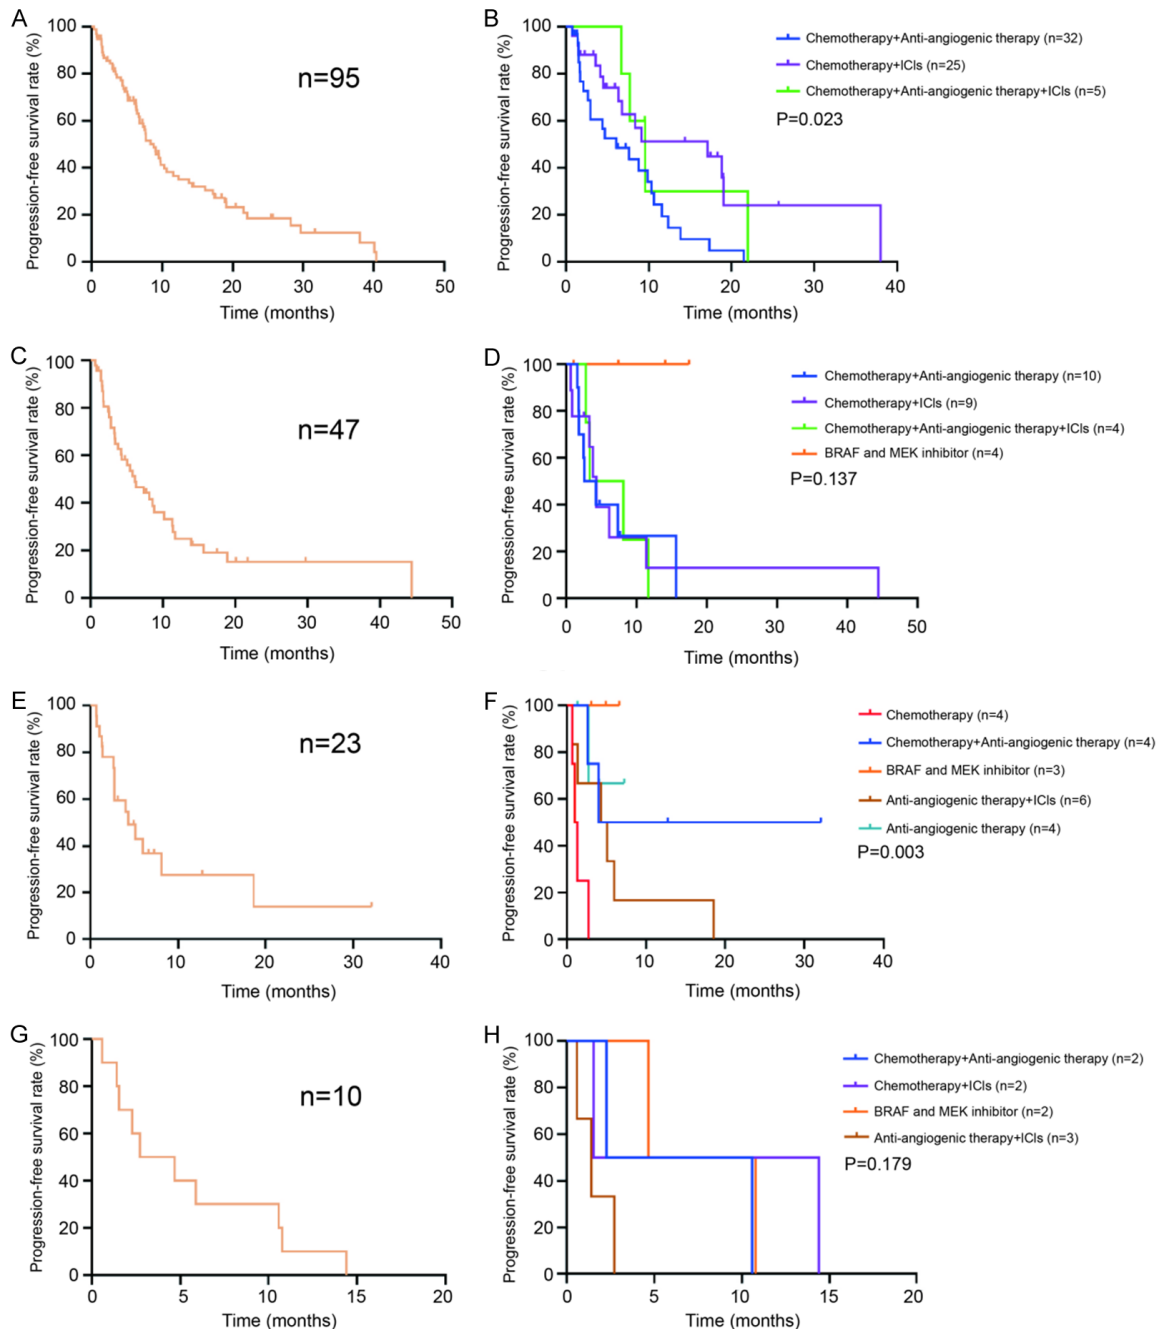 A
Progression-free survival rate (%)
100
80
60
40
20
0
n=95
0 10 20 30 40 50
Time (months)
B
Progression-free survival rate (%)
100
80
60
40
20
0
Chemotherapy+Anti-angiogenic therapy (n=32)
Chemotherapy+ICIs (n=25)
Chemotherapy+Anti-angiogenic therapy+ICIs (n=5)
P=0.023
0 10 20 30 40
Time (months)
C
Progression-free survival rate (%)
100
80
60
40
20
0
n=47
0 10 20 30 40 50
Time (months)
D
Progression-free survival rate (%)
100
80
60
40
20
0
Chemotherapy+Anti-angiogenic therapy (n=10)
Chemotherapy+ICIs (n=9)
Chemotherapy+Anti-angiogenic therapy+ICIs (n=4)
BRAF and MEK inhibitor (n=4)
P=0.137
0 10 20 30 40 50
Time (months)
E
Progression-free survival rate (%)
100
80
60
40
20
0
n=23
0 10 20 30 40
Time (months)
F
Progression-free survival rate (%)
100
80
60
40
20
0
Chemotherapy (n=4)
Chemotherapy+Anti-angiogenic therapy (n=4)
BRAF and MEK inhibitor (n=3)
Anti-angiogenic therapy+ICIs (n=6)
Anti-angiogenic therapy (n=4)
P=0.003
0 10 20 30 40
Time (months)
G
Progression-free survival rate (%)
100
80
60
40
20
0
n=10
0 5 10 15 20
Time (months)
H
Progression-free survival rate (%)
100
80
60
40
20
0
Chemotherapy+Anti-angiogenic therapy (n=2)
Chemotherapy+ICIs (n=2)
BRAF and MEK inhibitor (n=2)
Anti-angiogenic therapy+ICIs (n=3)
P=0.179
0 5 10 15 20
Time (months)